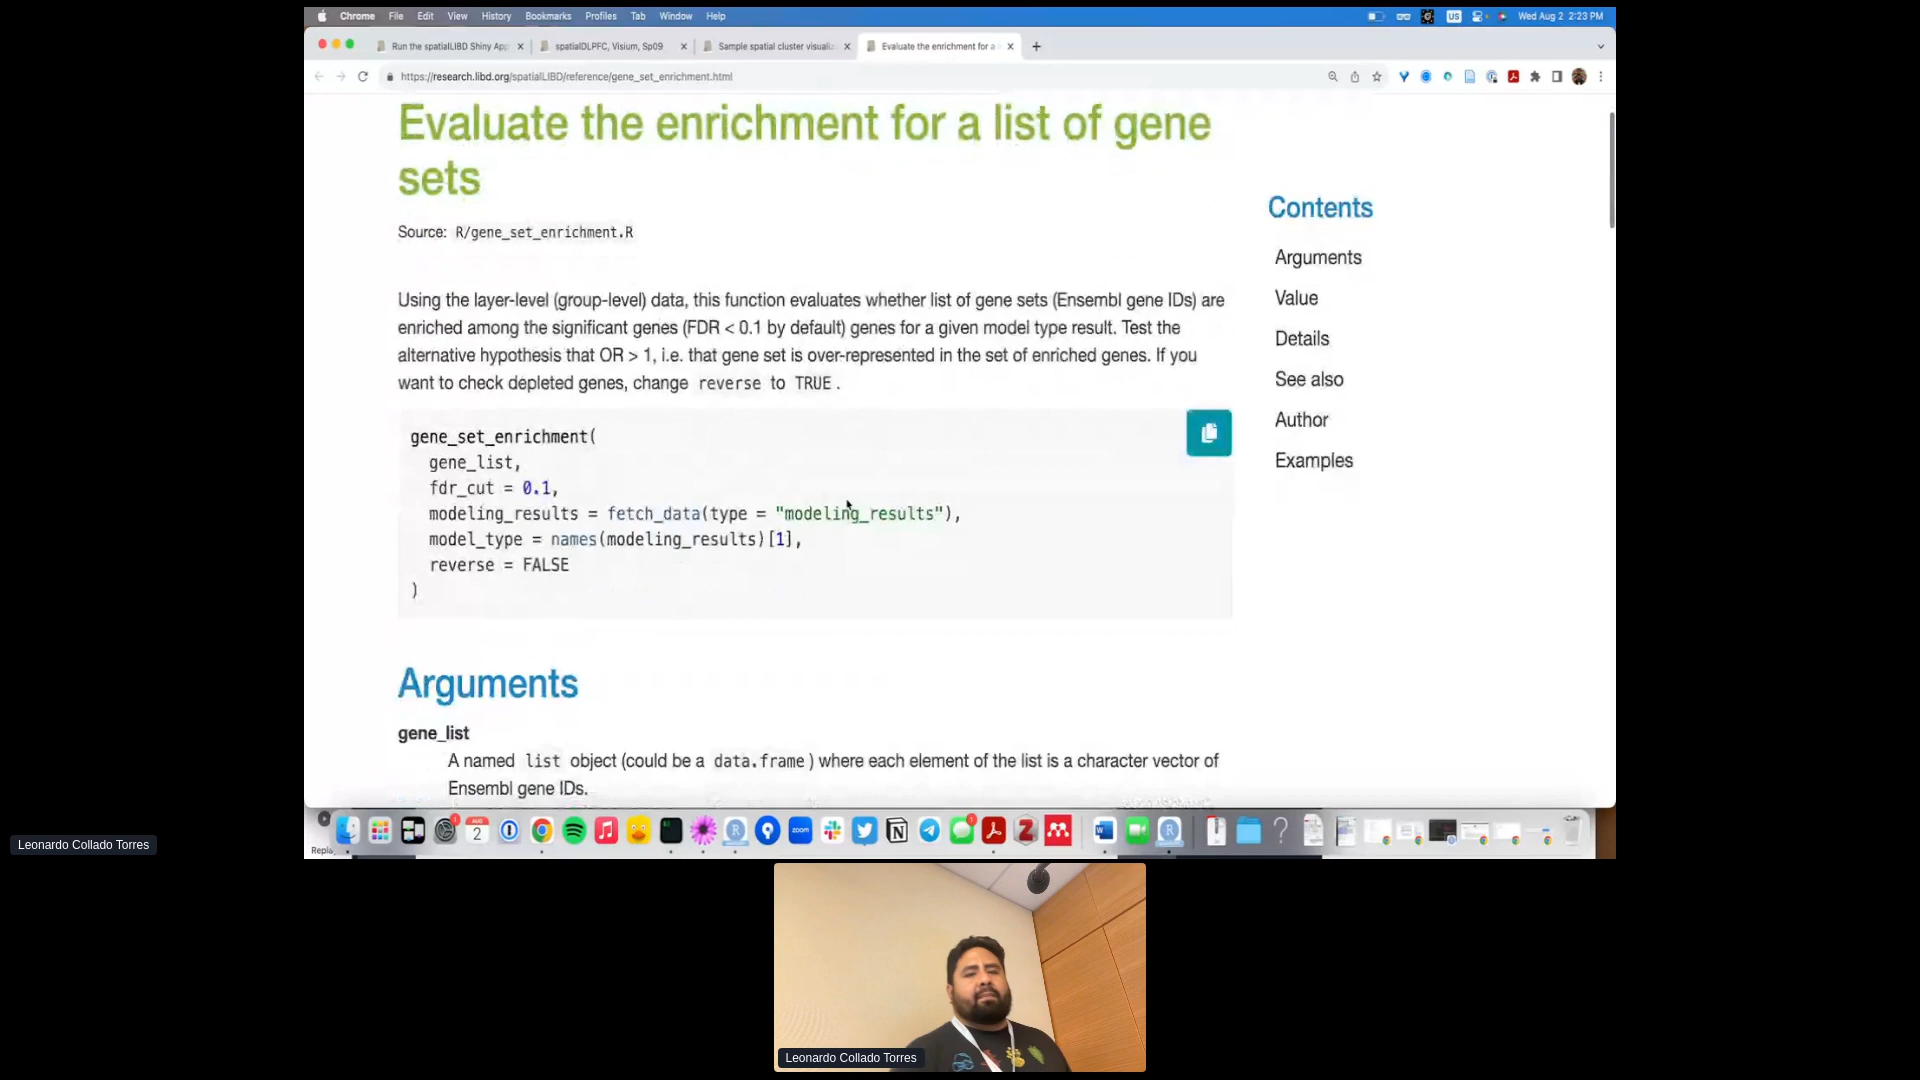 Chrome File Edit View History Bookmarks Profiles Tab Window Help
US Wed Aug 2 2:23 PM
Run the spatialLIBD Shiny App
spatialDLPFC, Visium, Sp09
Sample spatial cluster visualiz
Evaluate the enrichment for a l
https://research.libd.org/spatialLIBD/reference/gene_set_enrichment.html
Evaluate the enrichment for a list of gene
sets
Source: R/gene_set_enrichment.R
Using the layer-level (group-level) data, this function evaluates whether list of gene sets (Ensembl gene IDs) are
enriched among the significant genes (FDR < 0.1 by default) genes for a given model type result. Test the
alternative hypothesis that OR > 1, i.e. that gene set is over-represented in the set of enriched genes. If you
want to check depleted genes, change reverse to TRUE .
gene_set_enrichment(
gene_list,
fdr_cut = 0.1,
modeling_results = fetch_data(type = "modeling_results"),
model_type = names(modeling_results)[1],
reverse = FALSE
)
Arguments
gene_list
A named list object (could be a data.frame ) where each element of the list is a character vector of
Ensembl gene IDs.
Contents
Arguments
Value
Details
See also
Author
Examples
AUG
2
zoom
Repla
Leonardo Collado Torres
Leonardo Collado Torres